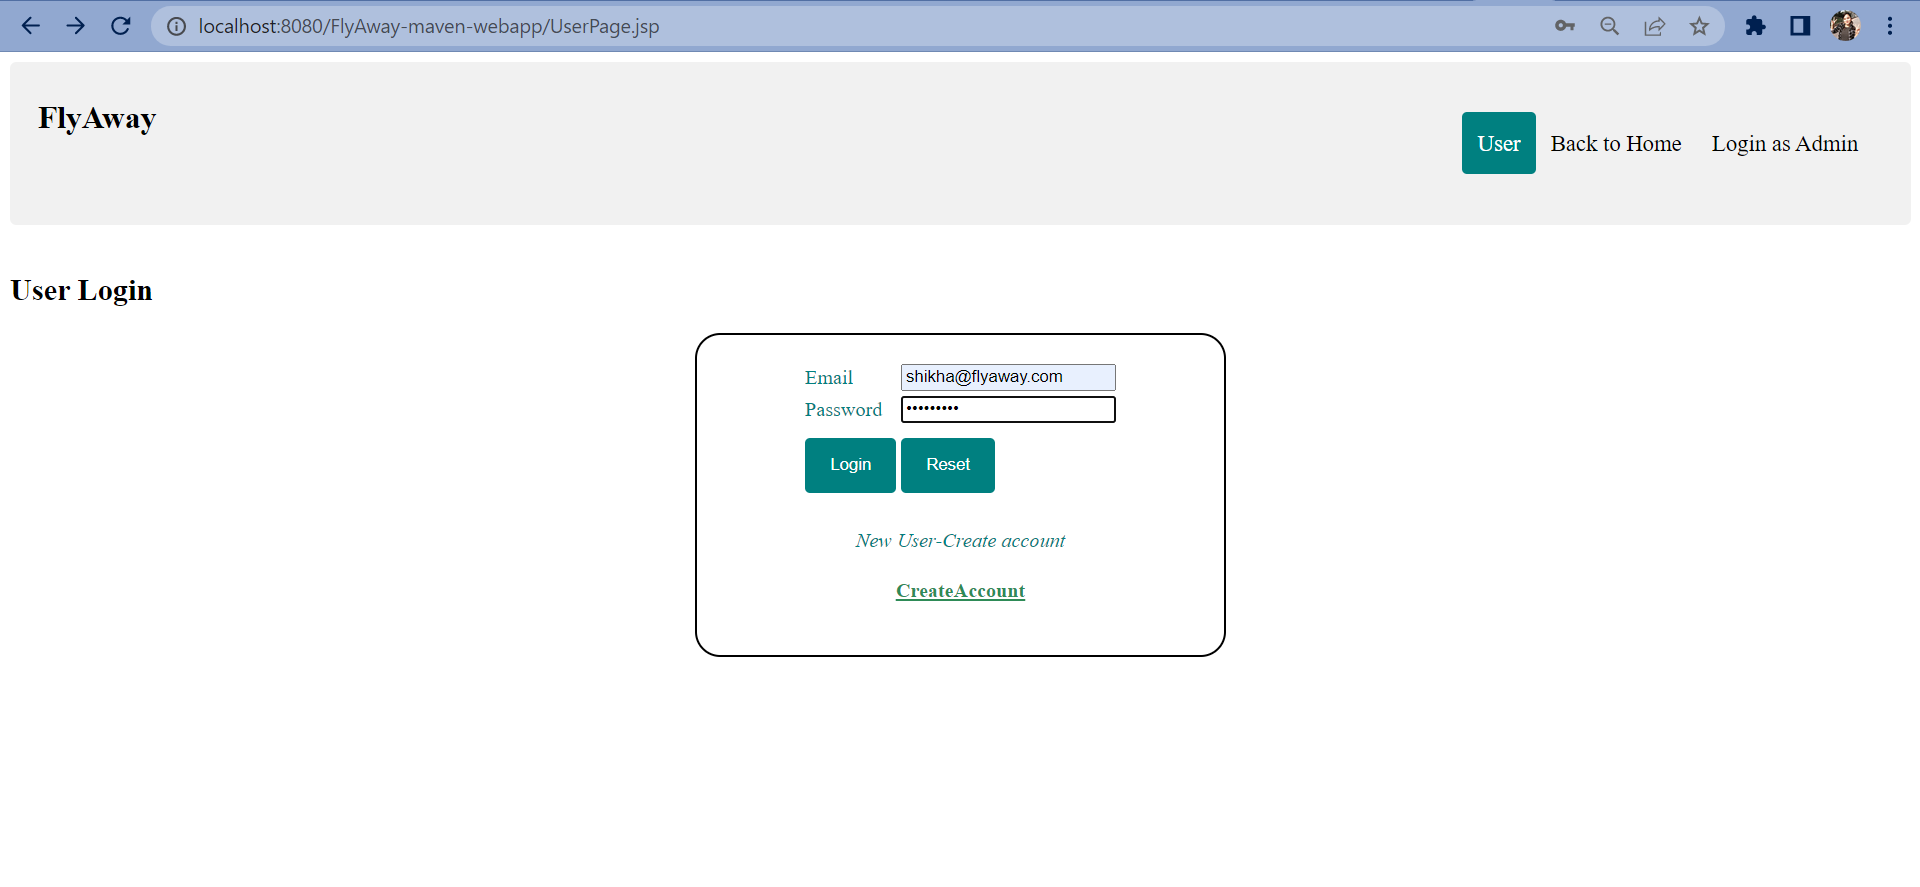 localhost:8080/FlyAway-maven-webapp/UserPage.jsp
FlyAway
User Back to Home Login as Admin
User Login
Email shikha@flyaway.com
Password •••••••••
Login Reset
New User-Create account
CreateAccount